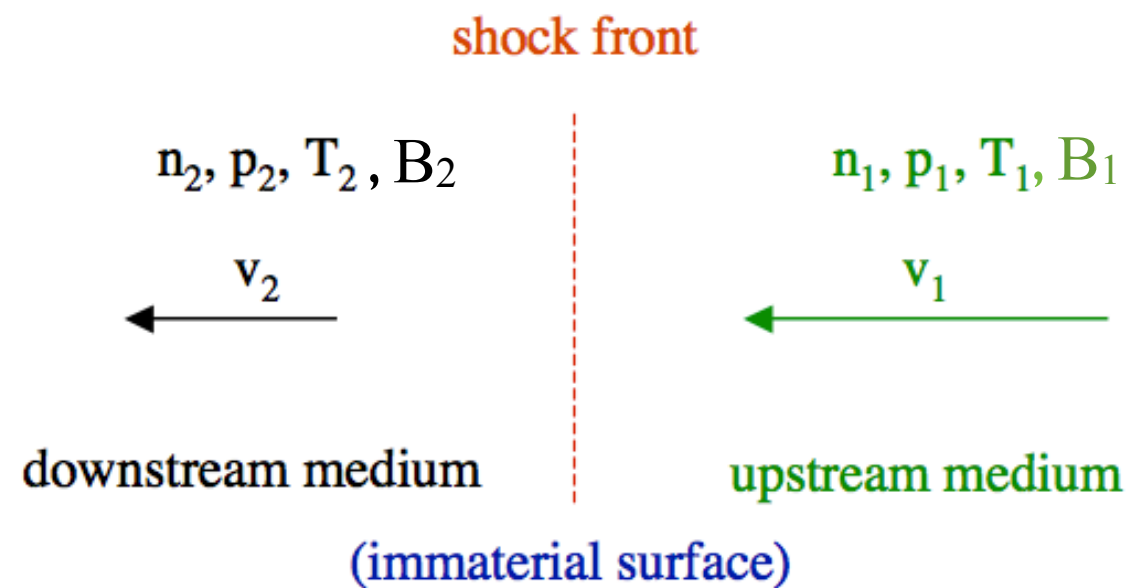 shock front
n₂, p₂, T₂, B₂ n₁, p₁, T₁, B₁
v₂ v₁
downstream medium upstream medium
(immaterial surface)